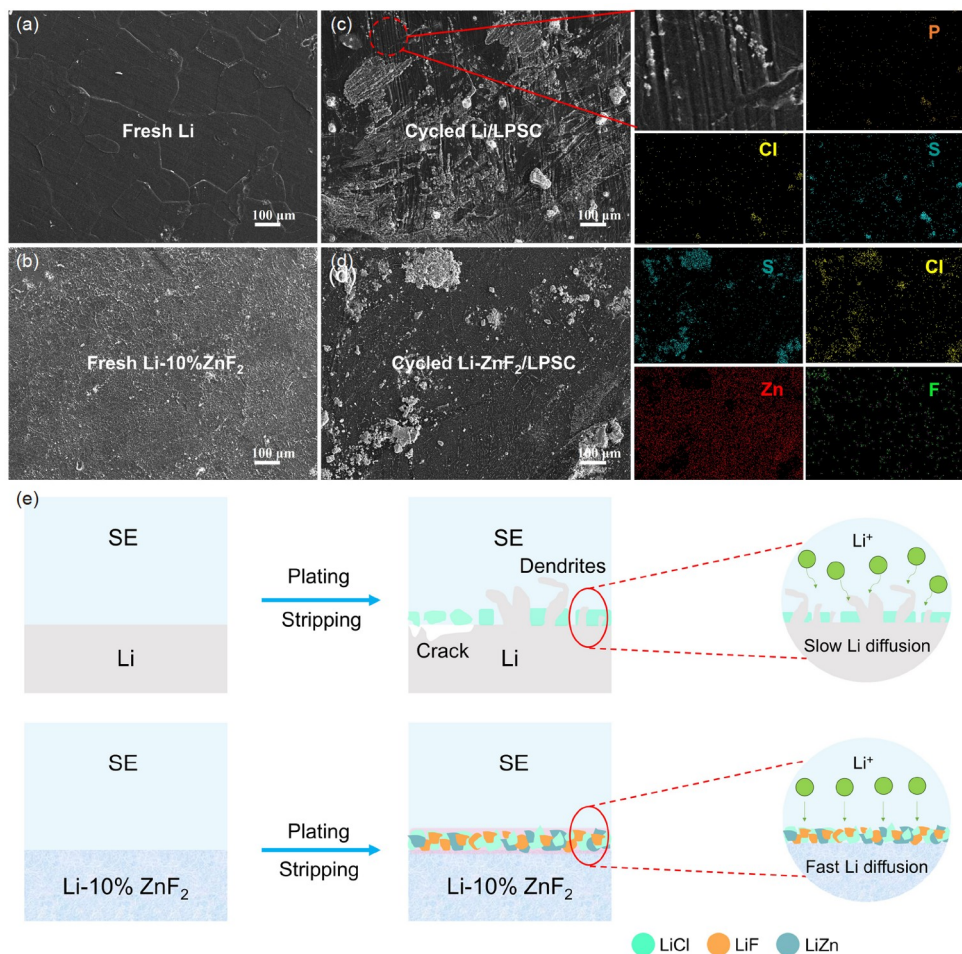 (a)
Fresh Li
100 μm
(c)
Cycled Li/LPSC
100 μm
P
Cl
S
(b)
Fresh Li-10%ZnF₂
100 μm
(d)
Cycled Li-ZnF₂/LPSC
100 μm
S
Cl
Zn
F
(e)
SE
Li
Plating
Stripping
SE
Dendrites
Crack
Li
Li⁺
Slow Li diffusion
SE
Li-10% ZnF₂
Plating
Stripping
SE
Li-10% ZnF₂
Li⁺
Fast Li diffusion
LiCl
LiF
LiZn